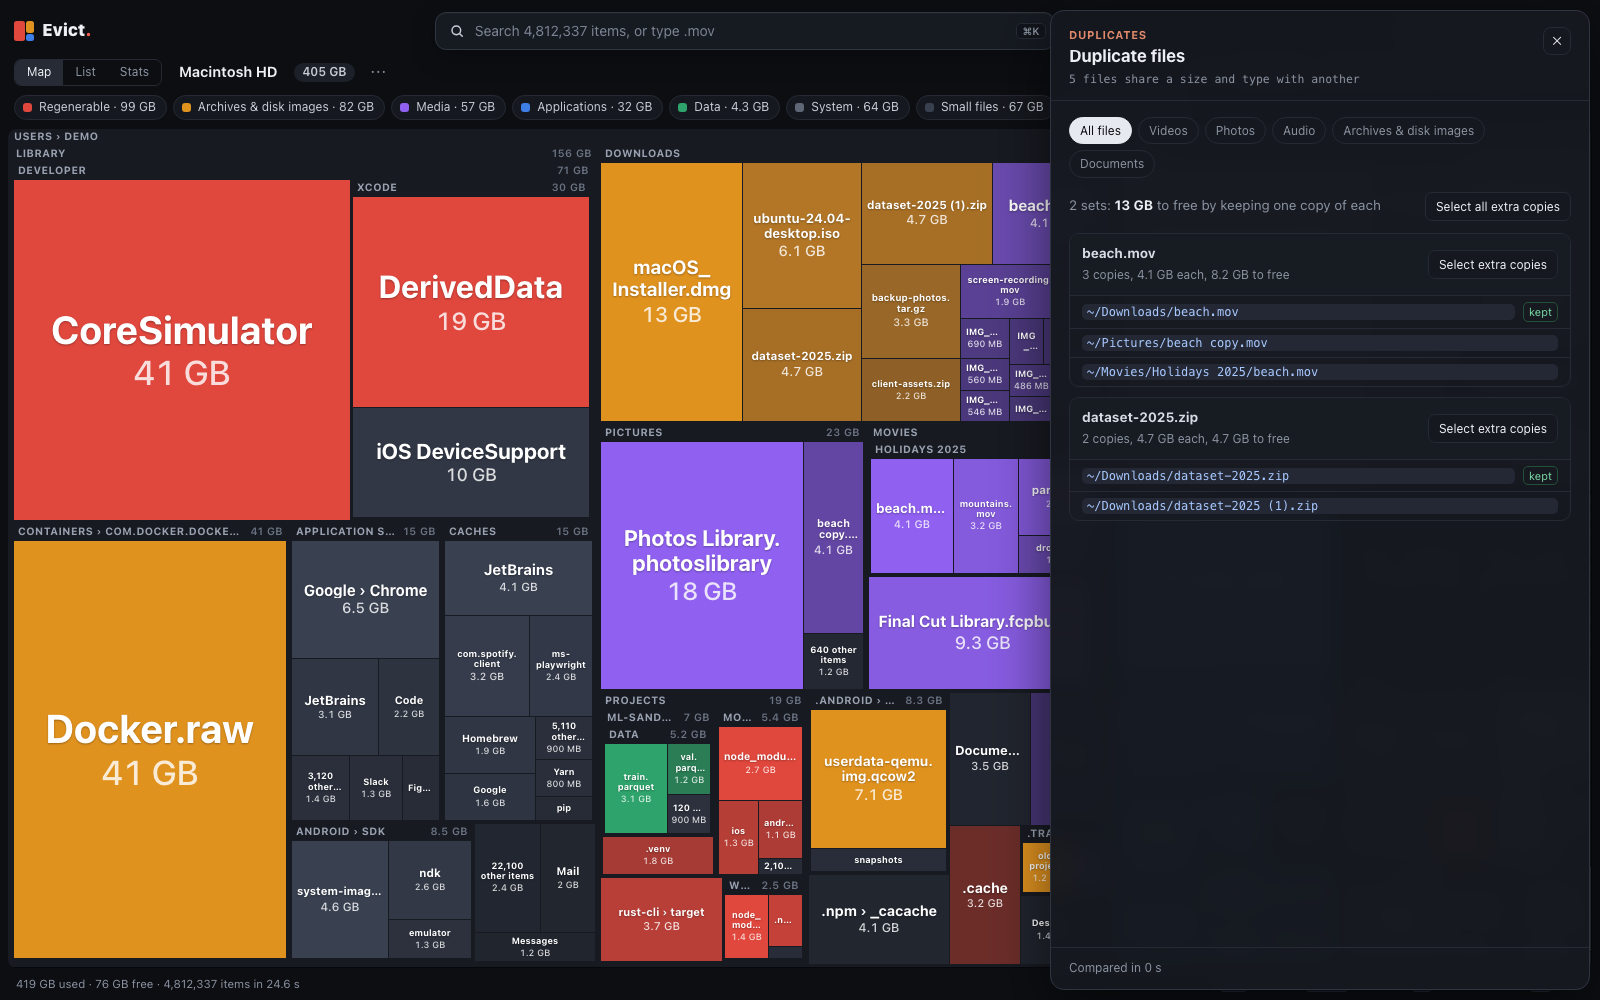 Evict.
Search 4,812,337 items, or type .mov
⌘K
Map
List
Stats
Macintosh HD
405 GB
···
Regenerable · 99 GB
Archives & disk images · 82 GB
Media · 57 GB
Applications · 32 GB
Data · 4.3 GB
System · 64 GB
Small files · 67 GB
USERS › DEMO
LIBRARY
156 GB
DEVELOPER
71 GB
CoreSimulator
41 GB
XCODE
30 GB
DerivedData
19 GB
iOS DeviceSupport
10 GB
CONTAINERS › COM.DOCKER.DOCKE...
41 GB
Docker.raw
41 GB
APPLICATION S...
15 GB
Google › Chrome
6.5 GB
JetBrains
3.1 GB
Code
2.2 GB
3,120
other...
1.4 GB
Slack
1.3 GB
Fig...
CACHES
15 GB
JetBrains
4.1 GB
com.spotify.
client
3.2 GB
ms-
playwright
2.4 GB
Homebrew
1.9 GB
5,110
other...
900 MB
Google
1.6 GB
Yarn
800 MB
pip
ANDROID › SDK
8.5 GB
system-imag...
4.6 GB
ndk
2.6 GB
emulator
1.3 GB
22,100
other items
2.4 GB
Mail
2 GB
Messages
1.2 GB
DOWNLOADS
macOS_
Installer.dmg
13 GB
ubuntu-24.04-
desktop.iso
6.1 GB
dataset-2025.zip
4.7 GB
dataset-2025 (1).zip
4.7 GB
beach
4.1
backup-photos.
tar.gz
3.3 GB
client-assets.zip
2.2 GB
screen-recording
mov
1.9 GB
IMG_...
690 MB
IMG
_...
IMG_...
560 MB
IMG_...
486 MB
IMG_...
546 MB
IMG_...
PICTURES
23 GB
Photos Library.
photoslibrary
18 GB
beach
copy....
4.1 GB
640 other
items
1.2 GB
MOVIES
HOLIDAYS 2025
beach.m...
4.1 GB
mountains.
mov
3.2 GB
par
2
dro
1
Final Cut Library.fcpbu
9.3 GB
PROJECTS
19 GB
ML-SAND...
7 GB
DATA
5.2 GB
train.
parquet
3.1 GB
val.
parq...
1.2 GB
120 ...
900 MB
.venv
1.8 GB
MO...
5.4 GB
node_modu...
2.7 GB
ios
1.3 GB
andr...
1.1 GB
2,10...
rust-cli › target
3.7 GB
W...
2.5 GB
node_
mod...
1.4 GB
.n...
.ANDROID › ...
8.3 GB
userdata-qemu.
img.qcow2
7.1 GB
snapshots
.npm › _cacache
4.1 GB
Docume...
3.5 GB
.cache
3.2 GB
.TRA
old
proje
1.2
Des
1.4
419 GB used · 76 GB free · 4,812,337 items in 24.6 s
DUPLICATES
Duplicate files
5 files share a size and type with another
All files
Videos
Photos
Audio
Archives & disk images
Documents
2 sets: 13 GB to free by keeping one copy of each
Select all extra copies
beach.mov
3 copies, 4.1 GB each, 8.2 GB to free
Select extra copies
~/Downloads/beach.mov
kept
~/Pictures/beach copy.mov
~/Movies/Holidays 2025/beach.mov
dataset-2025.zip
2 copies, 4.7 GB each, 4.7 GB to free
Select extra copies
~/Downloads/dataset-2025.zip
kept
~/Downloads/dataset-2025 (1).zip
Compared in 0 s